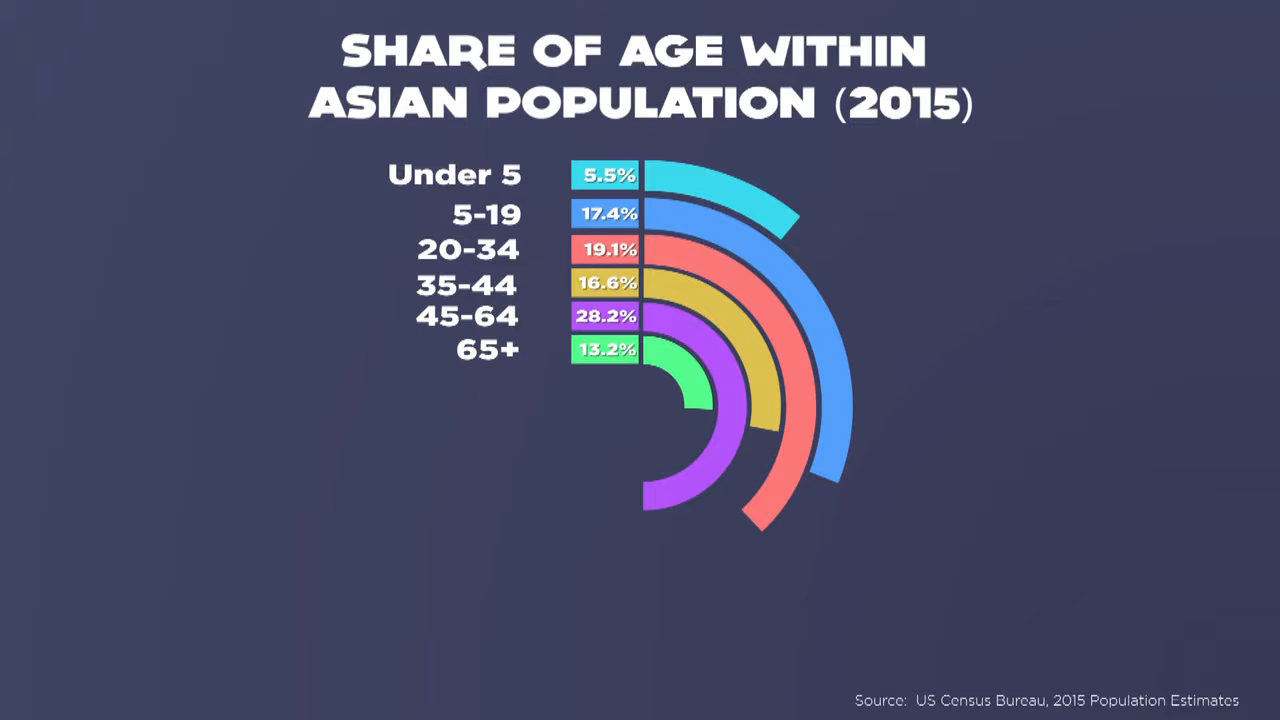 SHARE OF AGE WITHIN
ASIAN POPULATION (2015)
Under 5 5.5%
5-19 17.4%
20-34 19.1%
35-44 16.6%
45-64 28.2%
65+ 13.2%
Source: US Census Bureau, 2015 Population Estimates